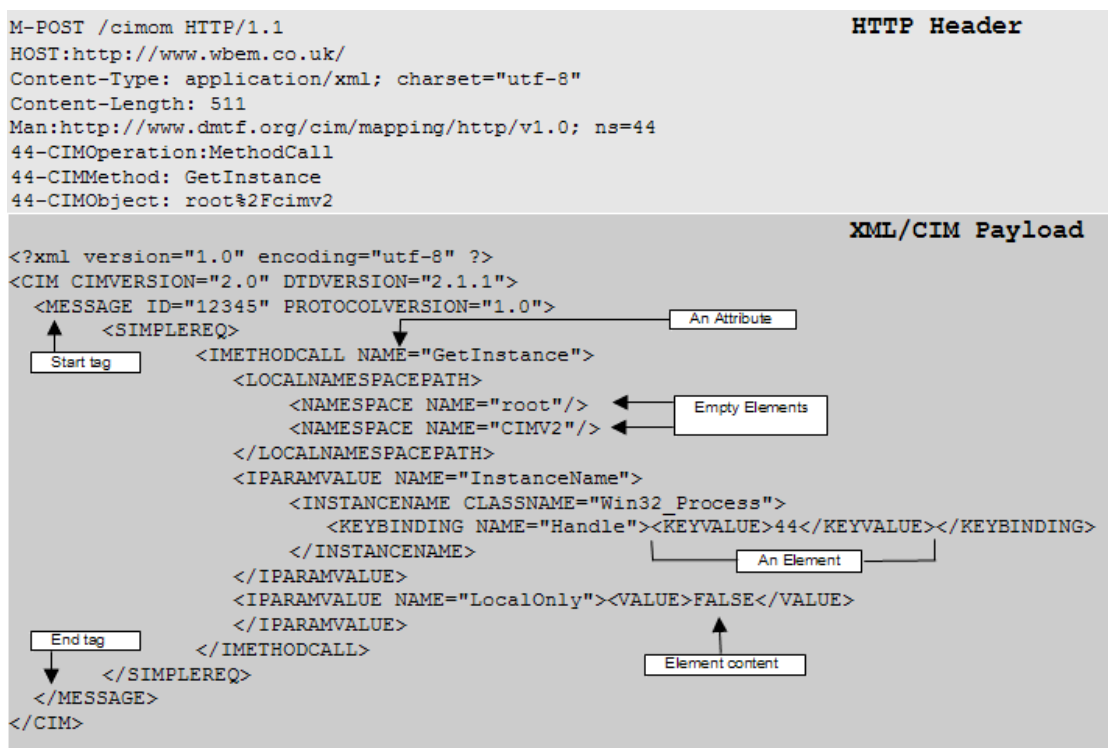 M-POST /cimom HTTP/1.1 HTTP Header
HOST:http://www.wbem.co.uk/
Content-Type: application/xml; charset="utf-8"
Content-Length: 511
Man:http://www.dmtf.org/cim/mapping/http/v1.0; ns=44
44-CIMOperation:MethodCall
44-CIMMethod: GetInstance
44-CIMObject: root%2Fcimv2
XML/CIM Payload
<?xml version="1.0" encoding="utf-8" ?>
<CIM CIMVERSION="2.0" DTDVERSION="2.1.1">
<MESSAGE ID="12345" PROTOCOLVERSION="1.0">
An Attribute
<SIMPLEREQ>
Start tag
<IMETHODCALL NAME="GetInstance">
<LOCALNAMESPACEPATH>
<NAMESPACE NAME="root"/> Empty Elements
<NAMESPACE NAME="CIMV2"/>
</LOCALNAMESPACEPATH>
<IPARAMVALUE NAME="InstanceName">
<INSTANCENAME CLASSNAME="Win32_Process">
<KEYBINDING NAME="Handle"><KEYVALUE>44</KEYVALUE></KEYBINDING>
</INSTANCENAME>
An Element
</IPARAMVALUE>
<IPARAMVALUE NAME="LocalOnly"><VALUE>FALSE</VALUE>
</IPARAMVALUE>
End tag
</IMETHODCALL>
Element content
</SIMPLEREQ>
</MESSAGE>
</CIM>